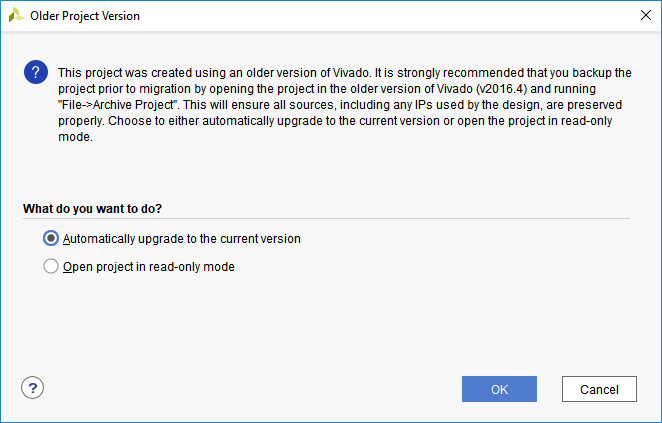 Older Project Version
?
This project was created using an older version of Vivado. It is strongly recommended that you backup the
project prior to migration by opening the project in the older version of Vivado (v2016.4) and running
"File->Archive Project". This will ensure all sources, including any IPs used by the design, are preserved
properly. Choose to either automatically upgrade to the current version or open the project in read-only
mode.
What do you want to do?
Automatically upgrade to the current version
Open project in read-only mode
?
OK
Cancel